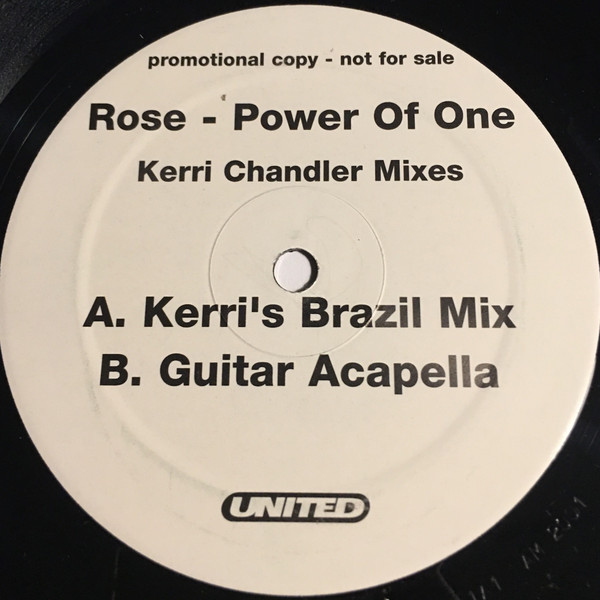 promotional copy - not for sale
Rose - Power Of One
Kerri Chandler Mixes
A. Kerri's Brazil Mix
B. Guitar Acapella
UNITED